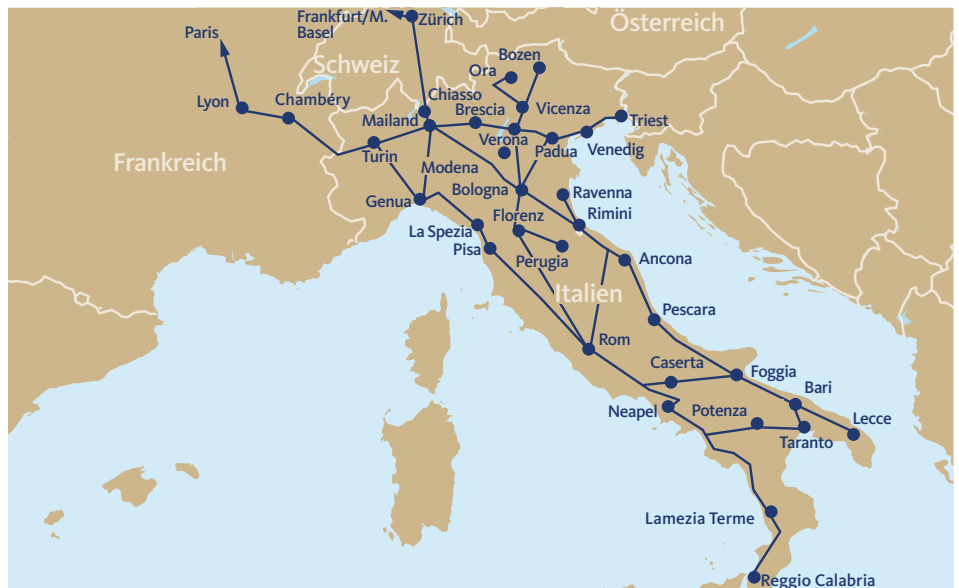 Frankfurt/M.
Basel
Zürich
Österreich
Paris
Schweiz
Bozen
Ora
Lyon
Chambéry
Chiasso
Mailand
Brescia
Vicenza
Triest
Verona
Padua
Venedig
Frankreich
Turin
Modena
Bologna
Genua
Ravenna
Florenz
Rimini
La Spezia
Pisa
Perugia
Ancona
Italien
Pescara
Rom
Caserta
Foggia
Bari
Neapel
Potenza
Lecce
Taranto
Lamezia Terme
Reggio Calabria